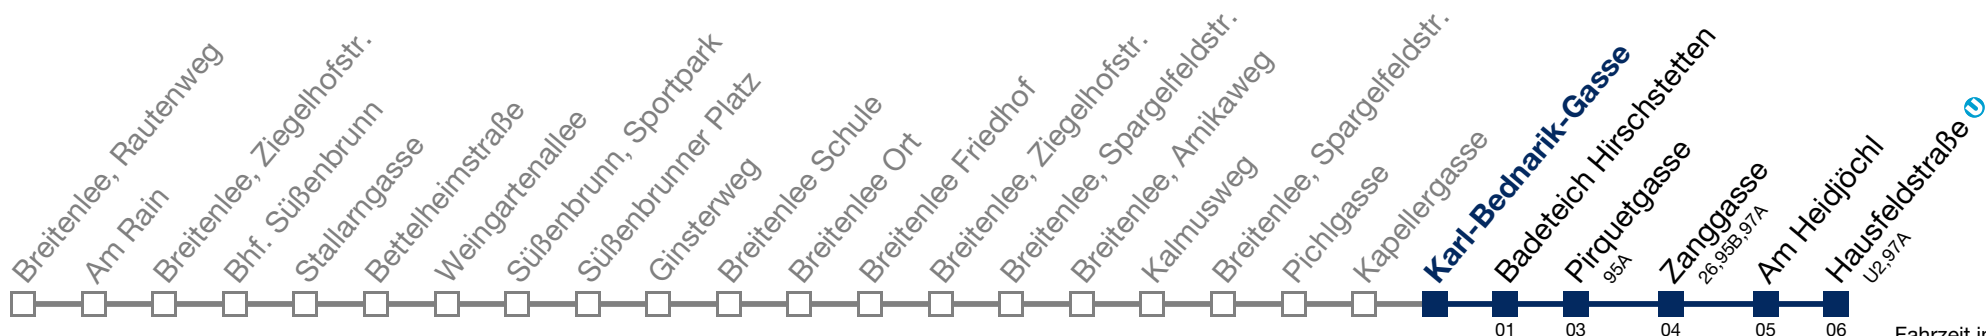 Breitenlee, Rautenweg
Am Rain
Breitenlee, Ziegelhofstr.
Bhf. Süßenbrunn
Stallarngasse
Bettelheimstraße
Weingartenallee
Süßenbrunn, Sportpark
Süßenbrunner Platz
Ginsterweg
Breitenlee Schule
Breitenlee Ort
Breitenlee Friedhof
Breitenlee, Ziegelhofstr.
Breitenlee, Spargelfeldstr.
Breitenlee, Arnikaweg
Kalmusweg
Breitenlee, Spargelfeldstr.
Pichlgasse
Kapellergasse
Karl-Bednarik-Gasse
Badeteich Hirschstetten
01
Pirquetgasse
95A
03
Zanggasse
26,95B,97A
04
Am Heidjöchl
05
Hausfeldstraße U
U2,97A
06
Fahrzeit in